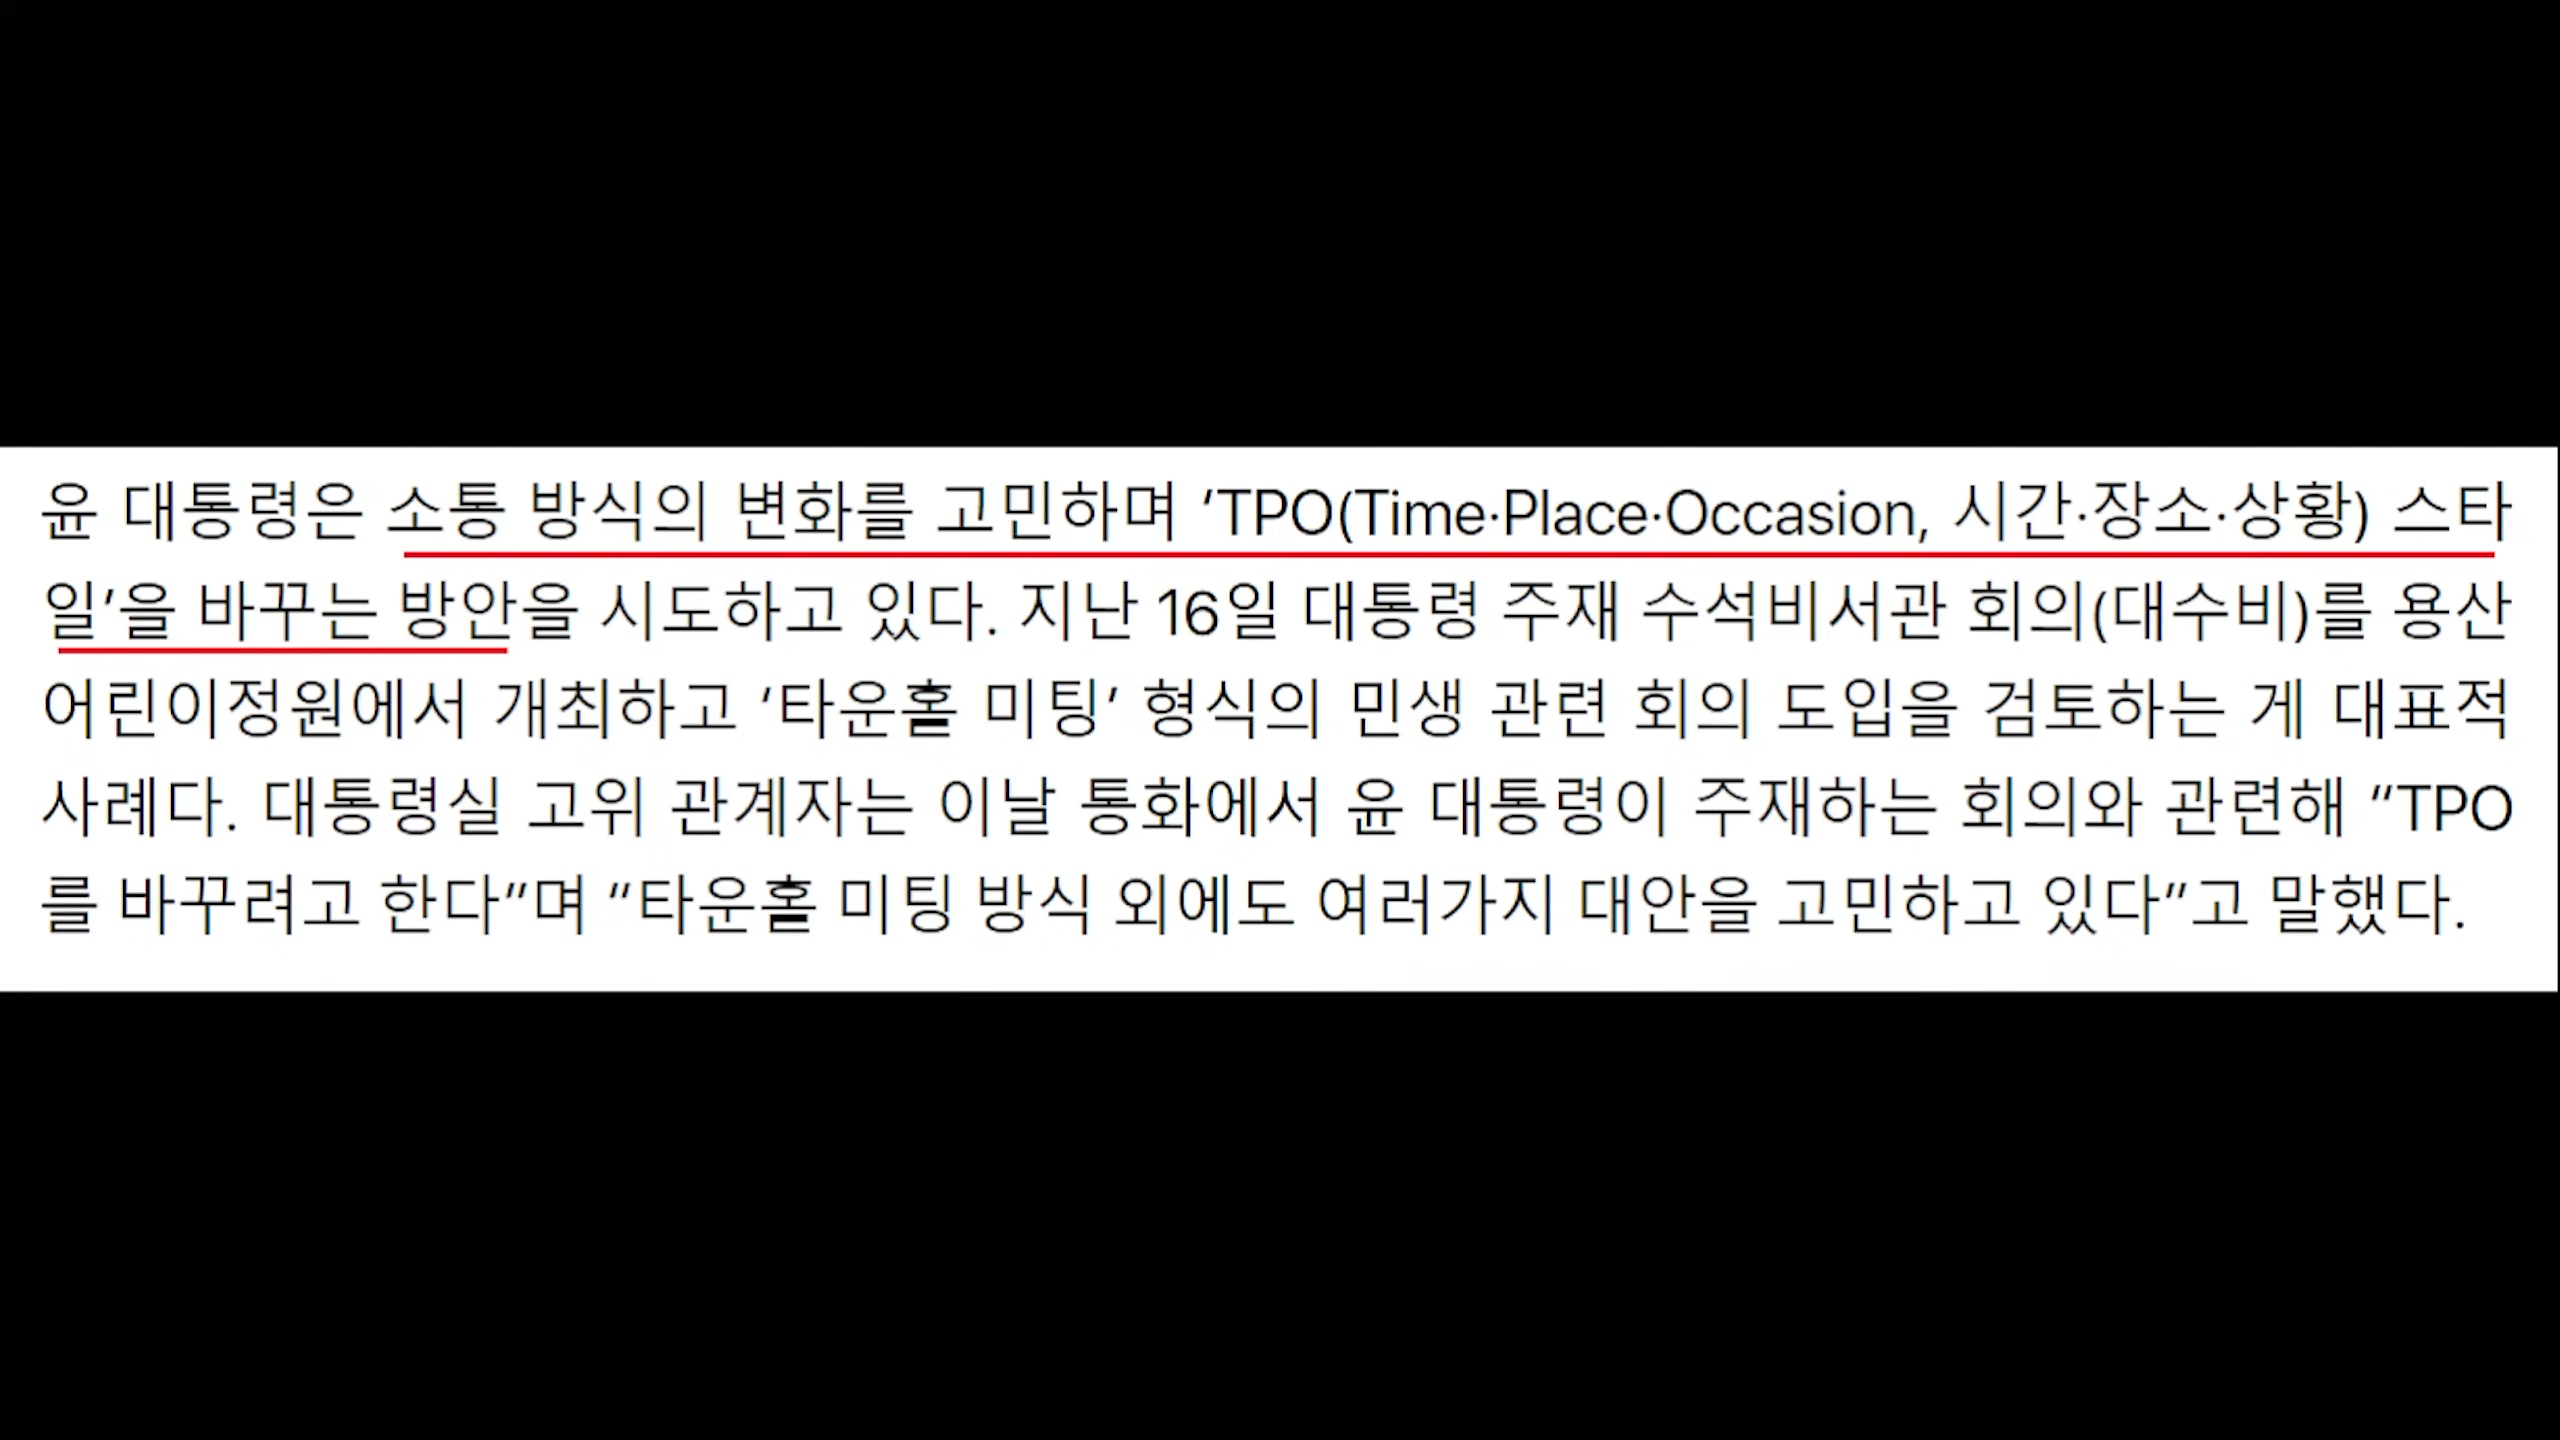 윤 대통령은 소통 방식의 변화를 고민하며 ‘TPO(Time·Place·Occasion, 시간·장소·상황) 스타
일’을 바꾸는 방안을 시도하고 있다. 지난 16일 대통령 주재 수석비서관 회의(대수비)를 용산
어린이정원에서 개최하고 ‘타운홀 미팅’ 형식의 민생 관련 회의 도입을 검토하는 게 대표적
사례다. 대통령실 고위 관계자는 이날 통화에서 윤 대통령이 주재하는 회의와 관련해 “TPO
를 바꾸려고 한다”며 “타운홀 미팅 방식 외에도 여러가지 대안을 고민하고 있다”고 말했다.